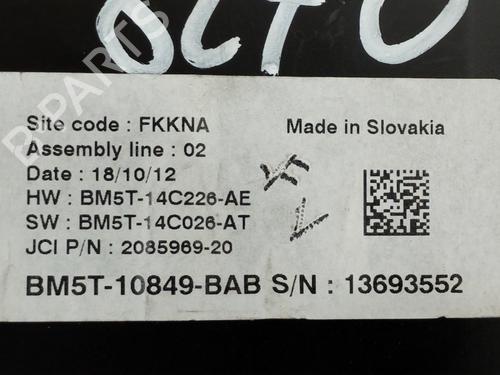 Site code : FKKNA
Made in Slovakia
Assembly line : 02
Date : 18/10/12
HW : BM5T-14C226-AE
SW : BM5T-14C026-AT
JCI P/N : 2085969-20
BM5T-10849-BAB S/N : 13693552
B-PARTS